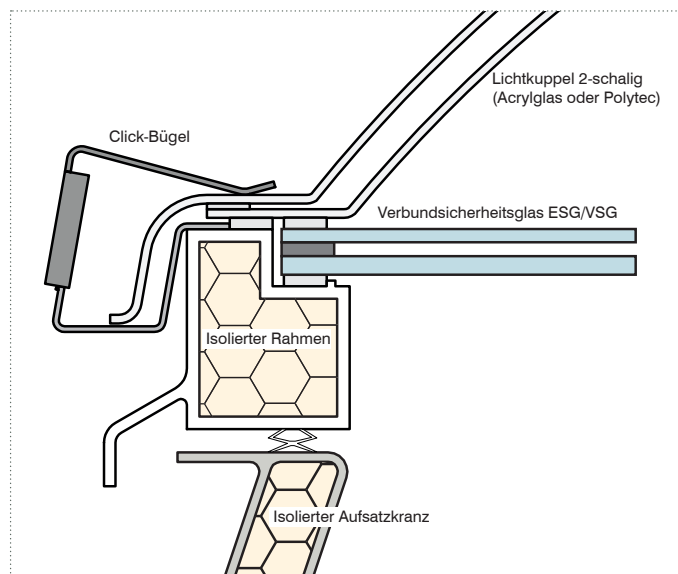 Lichtkuppel 2-schalig
(Acrylglas oder Polytec)
Click-Bügel
Verbundsicherheitsglas ESG/VSG
Isolierter Rahmen
Isolierter Aufsatzkranz